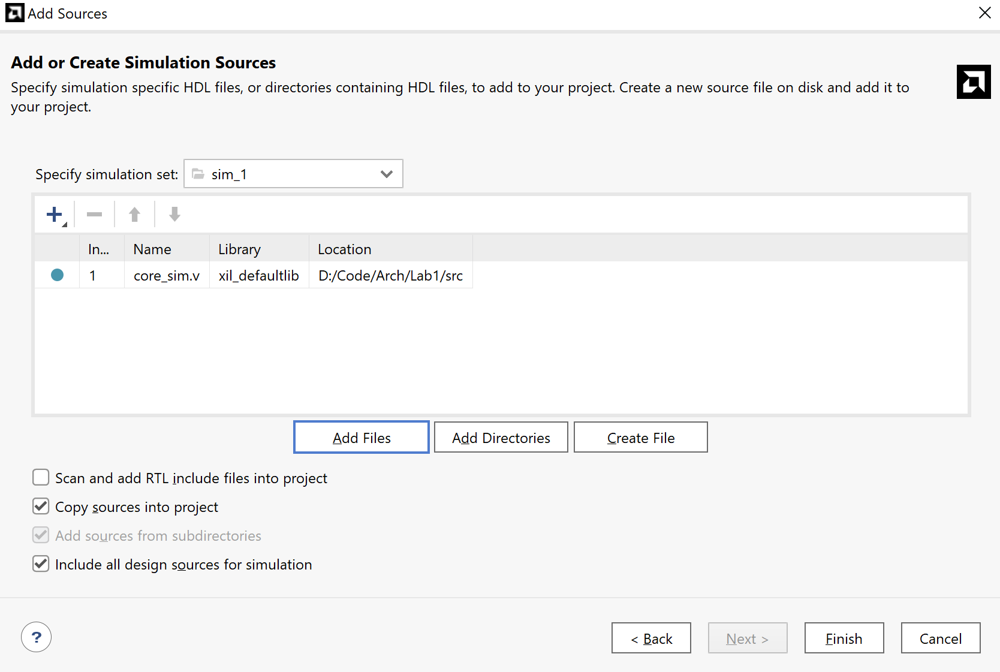 Add Sources
Add or Create Simulation Sources
Specify simulation specific HDL files, or directories containing HDL files, to add to your project. Create a new source file on disk and add it to
your project.
Specify simulation set: sim_1
In... Name Library Location
1 core_sim.v xil_defaultlib D:/Code/Arch/Lab1/src
Add Files Add Directories Create File
Scan and add RTL include files into project
Copy sources into project
Add sources from subdirectories
Include all design sources for simulation
? < Back Next > Finish Cancel